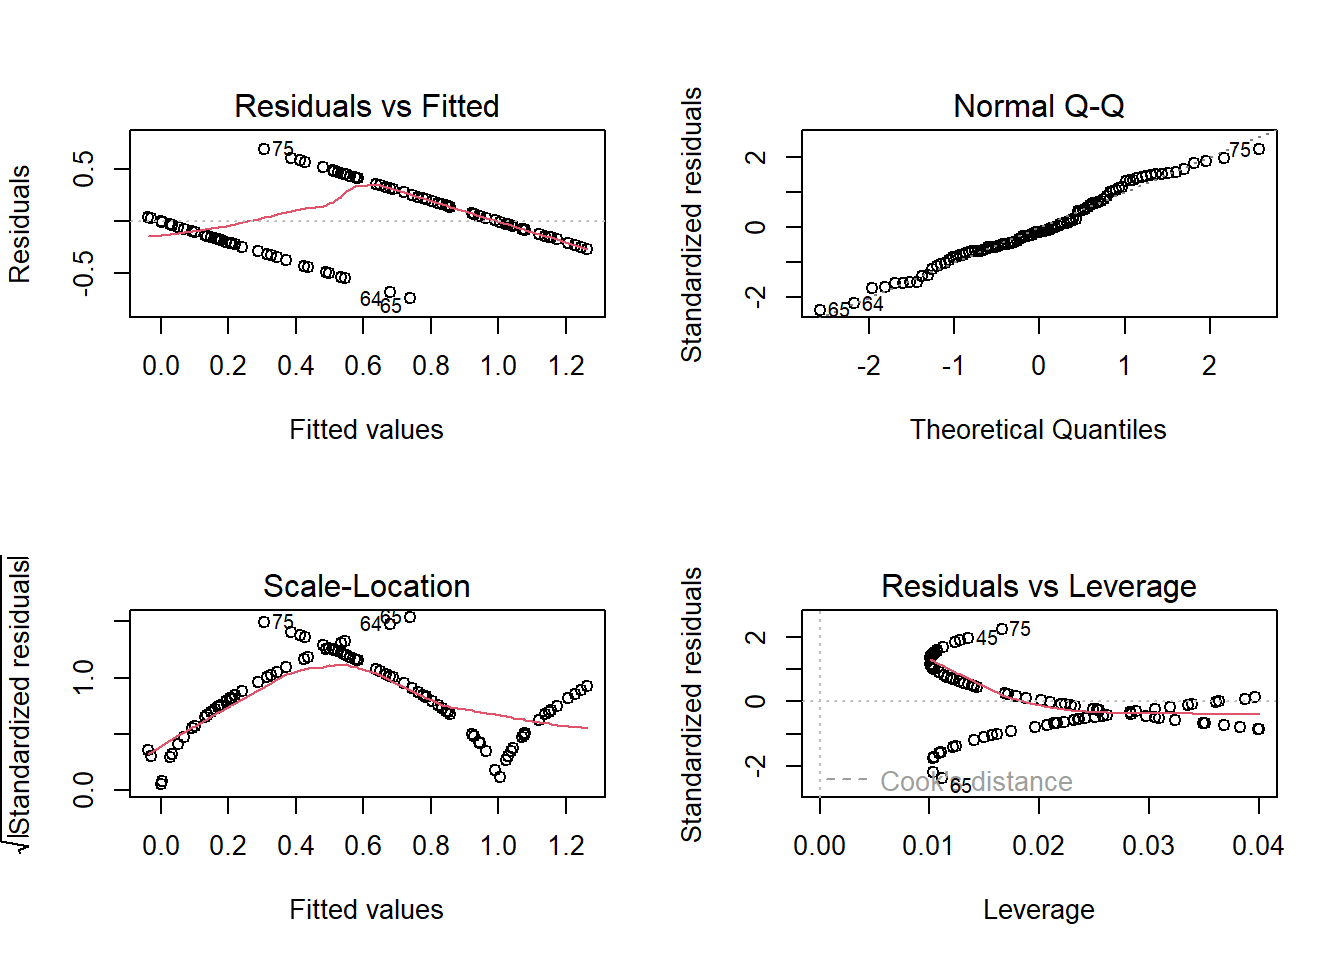 Residuals vs Fitted
Residuals
0.5
-0.5
75
64
65
0.0 0.2 0.4 0.6 0.8 1.0 1.2
Fitted values
Normal Q-Q
Standardized residuals
2
0
-2
75
65
64
-2 -1 0 1 2
Theoretical Quantiles
Scale-Location
√|Standardized residuals|
1.0
0.0
75
64
65
0.0 0.2 0.4 0.6 0.8 1.0 1.2
Fitted values
Residuals vs Leverage
Standardized residuals
2
0
-2
45
75
65
Cook's distance
0.00 0.01 0.02 0.03 0.04
Leverage